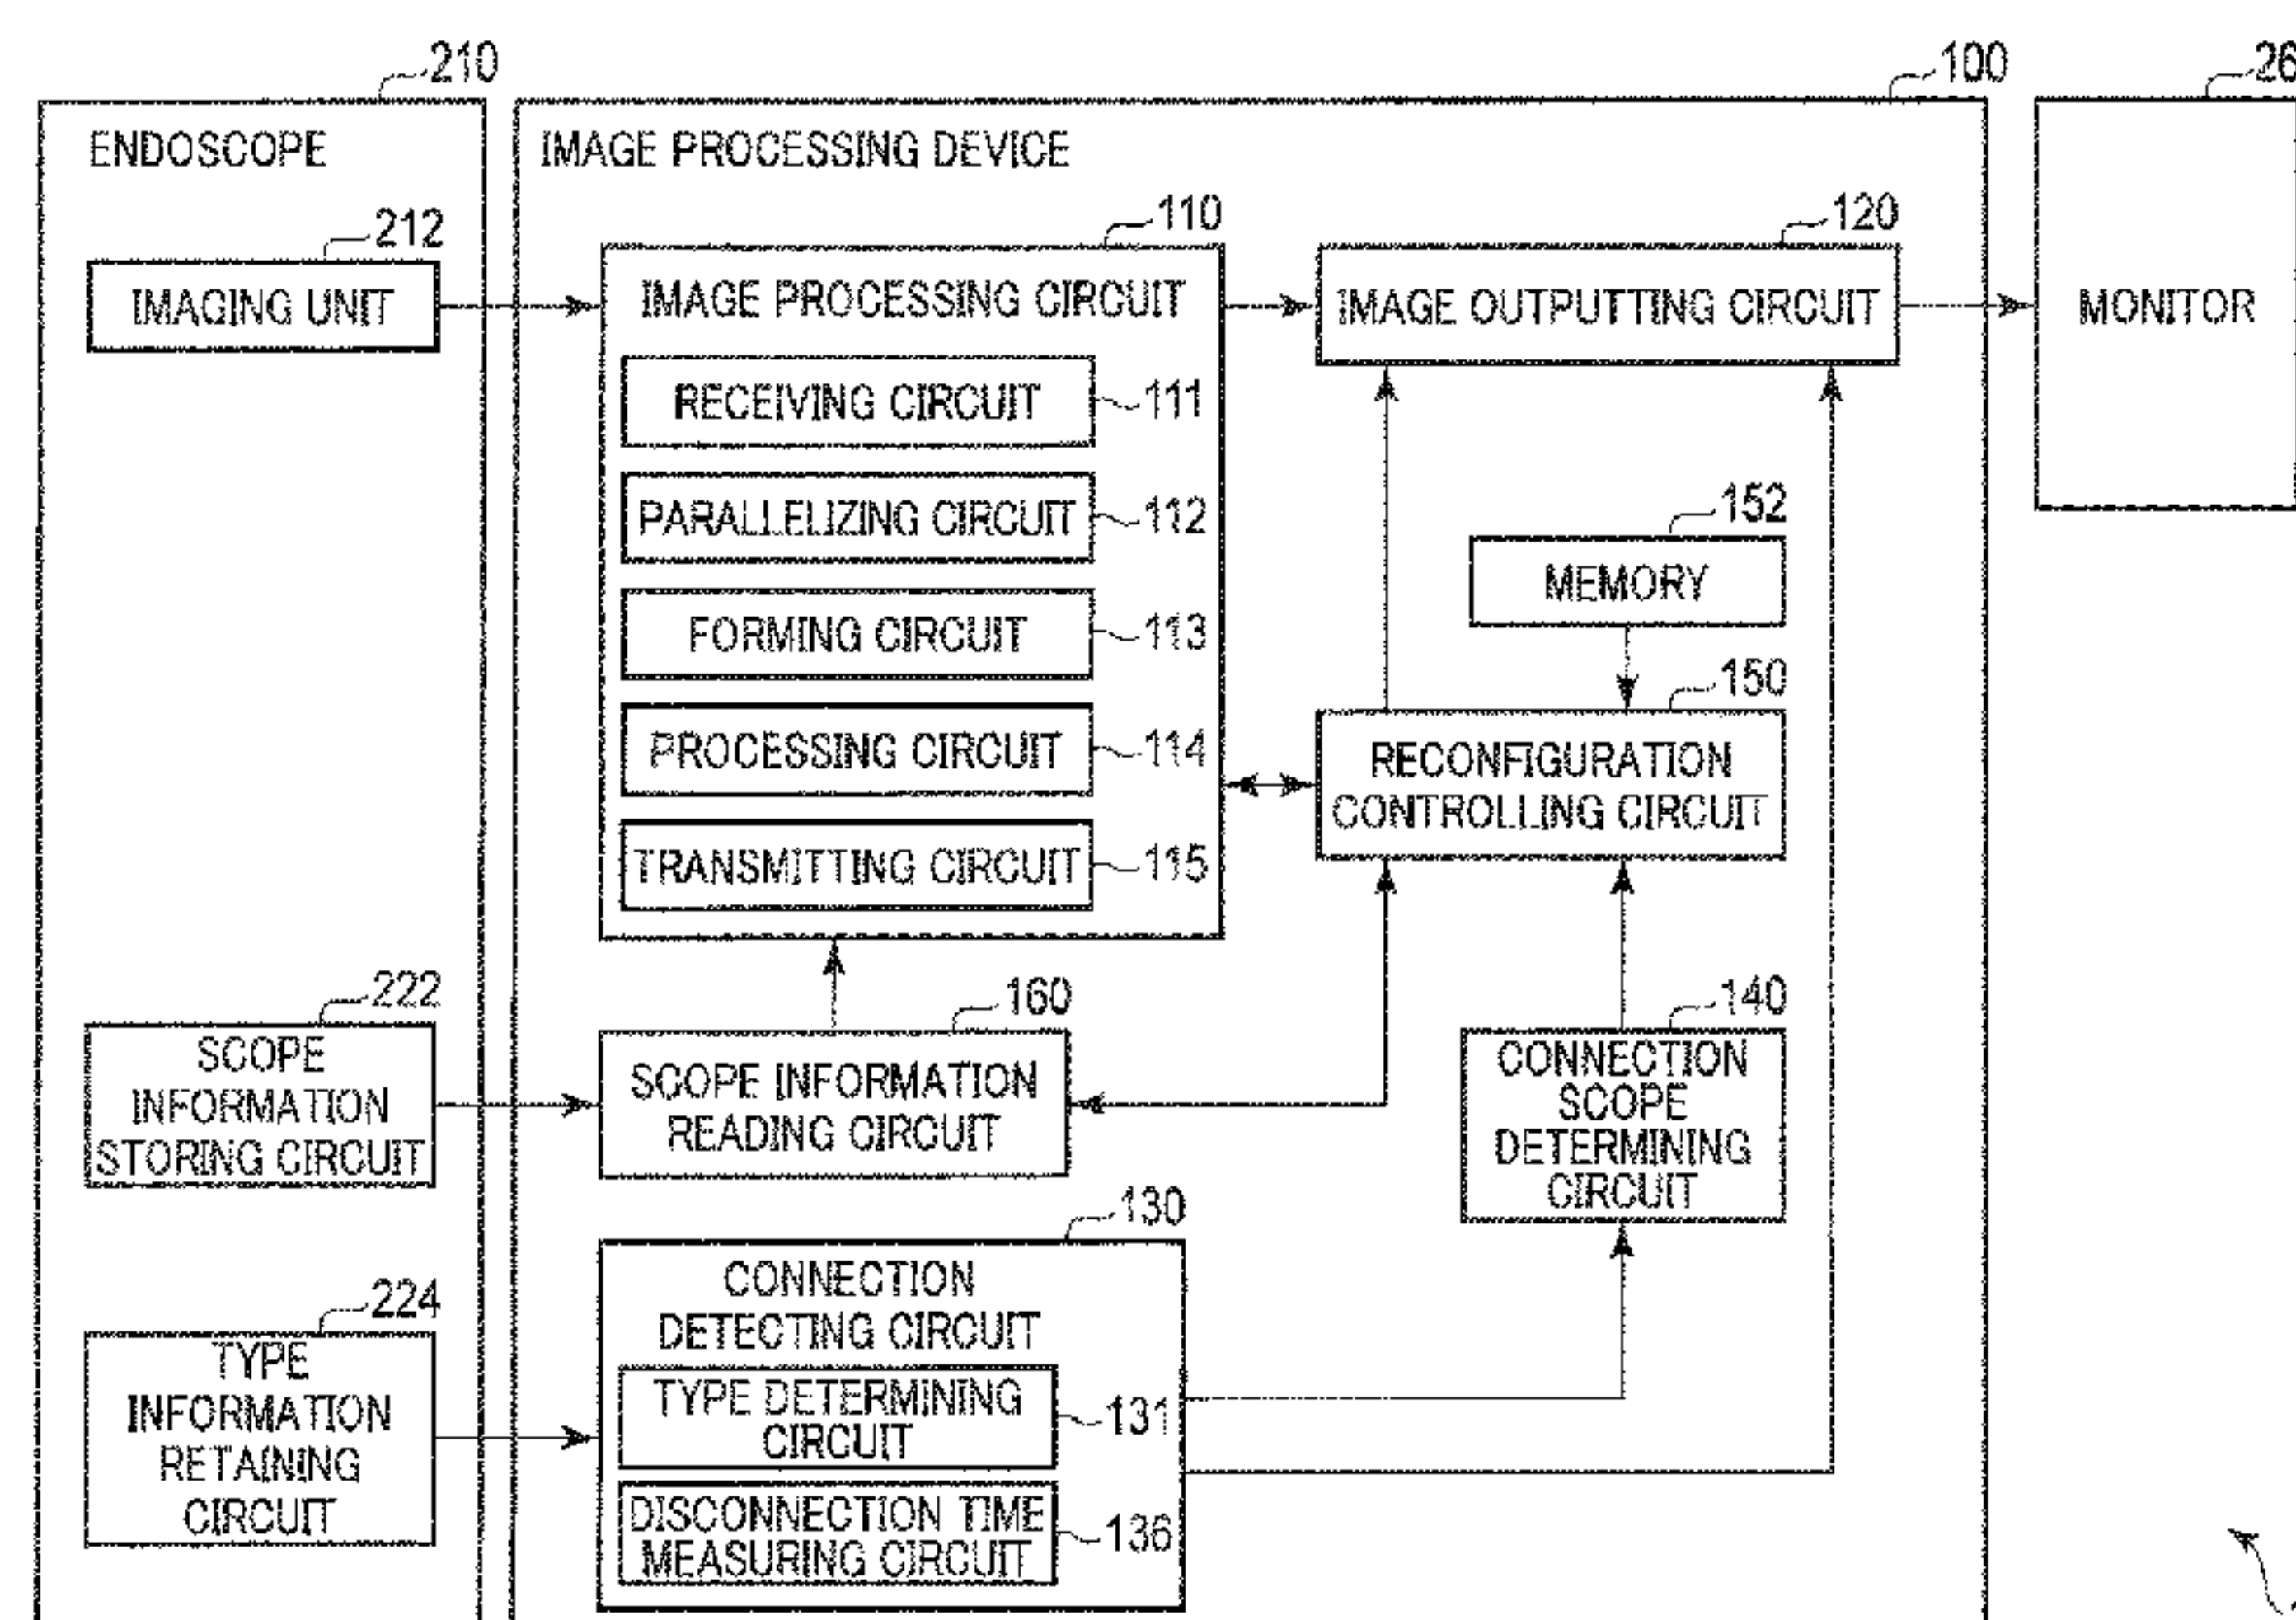 210
100
26
ENDOSCOPE
IMAGE PROCESSING DEVICE
212
110
120
IMAGING UNIT
IMAGE PROCESSING CIRCUIT
IMAGE OUTPUTTING CIRCUIT
MONITOR
RECEIVING CIRCUIT
111
PARALLELIZING CIRCUIT
112
152
MEMORY
FORMING CIRCUIT
113
150
PROCESSING CIRCUIT
114
RECONFIGURATION
CONTROLLING CIRCUIT
TRANSMITTING CIRCUIT
115
222
160
140
SCOPE
INFORMATION
STORING CIRCUIT
SCOPE INFORMATION
READING CIRCUIT
CONNECTION
SCOPE
DETERMINING
CIRCUIT
130
CONNECTION
DETECTING CIRCUIT
224
TYPE
INFORMATION
RETAINING
CIRCUIT
TYPE DETERMINING
CIRCUIT
131
DISCONNECTION TIME
MEASURING CIRCUIT
136